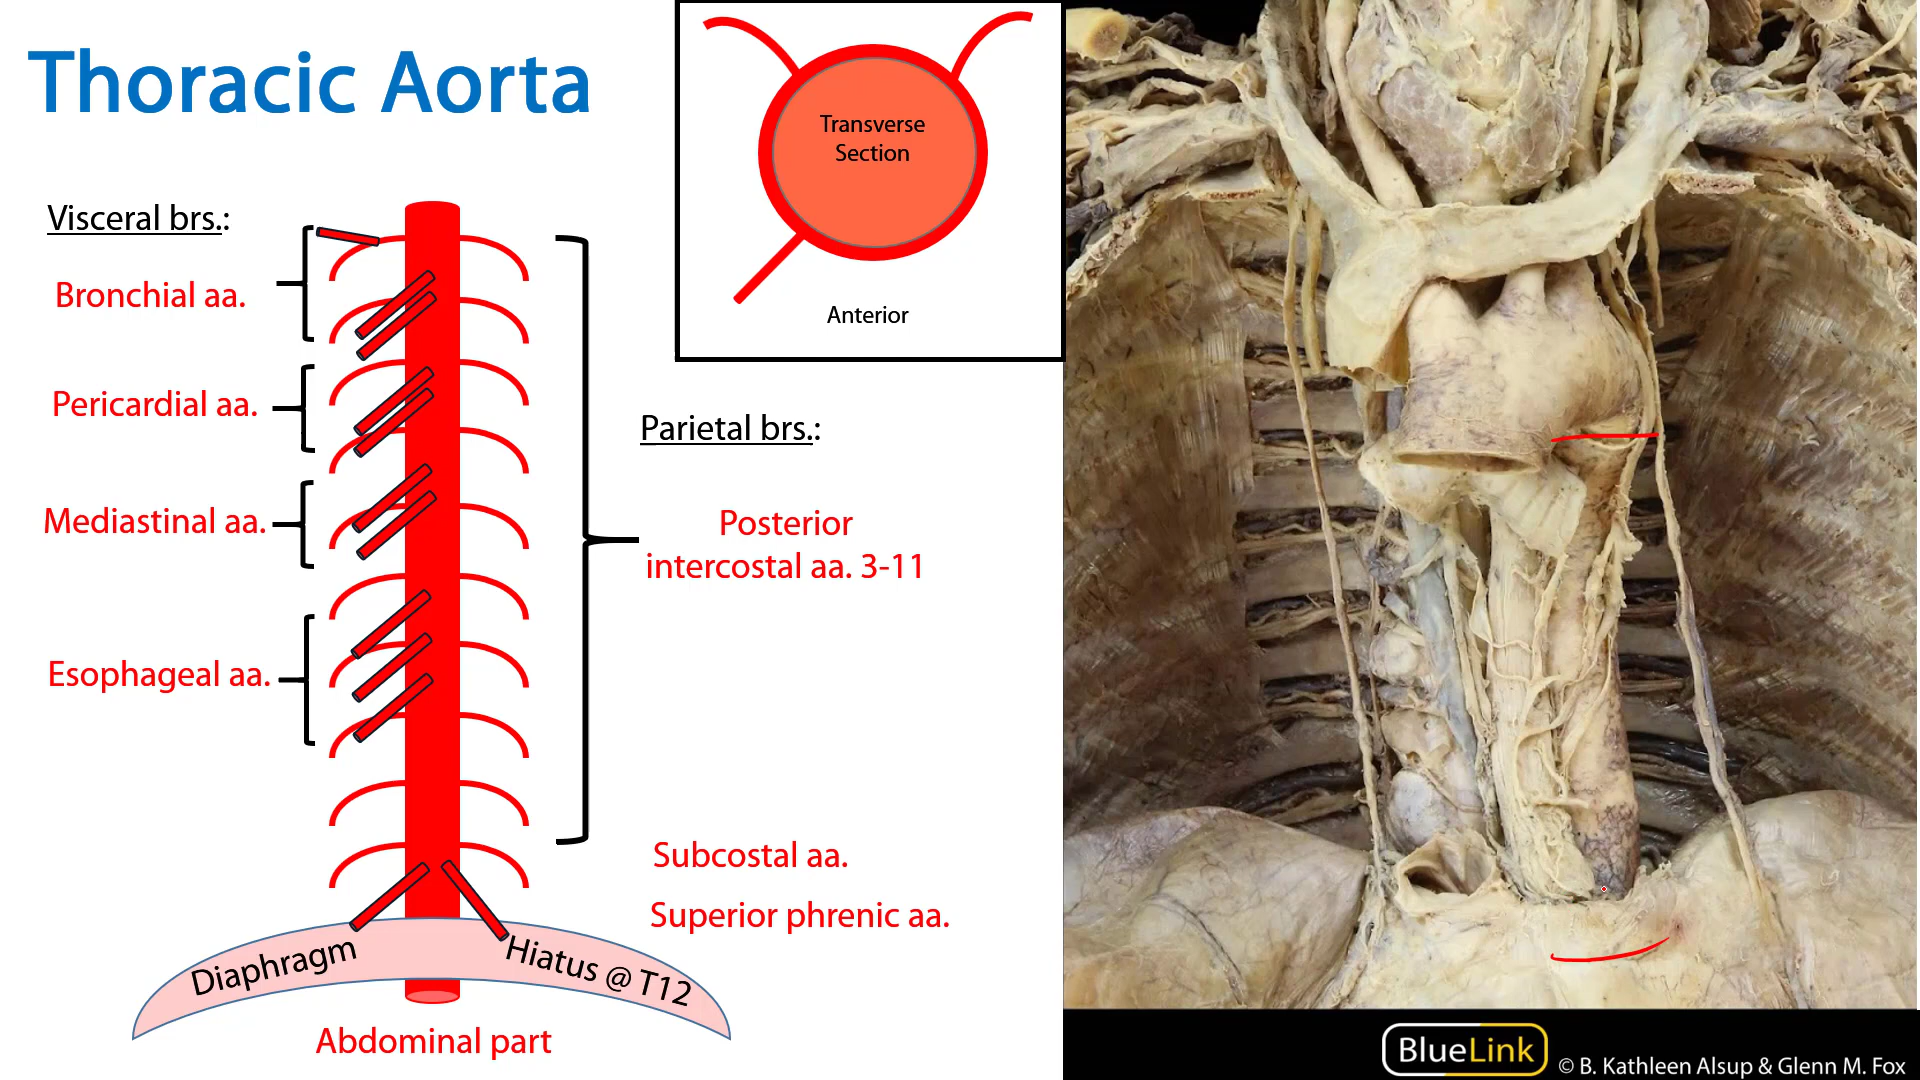 Thoracic Aorta
Transverse
Section
Anterior
Visceral brs.:
Bronchial aa.
Pericardial aa.
Mediastinal aa.
Esophageal aa.
Parietal brs.:
Posterior
intercostal aa. 3-11
Subcostal aa.
Superior phrenic aa.
Diaphragm
Hiatus @ T12
Abdominal part
BlueLink
© B. Kathleen Alsup & Glenn M. Fox